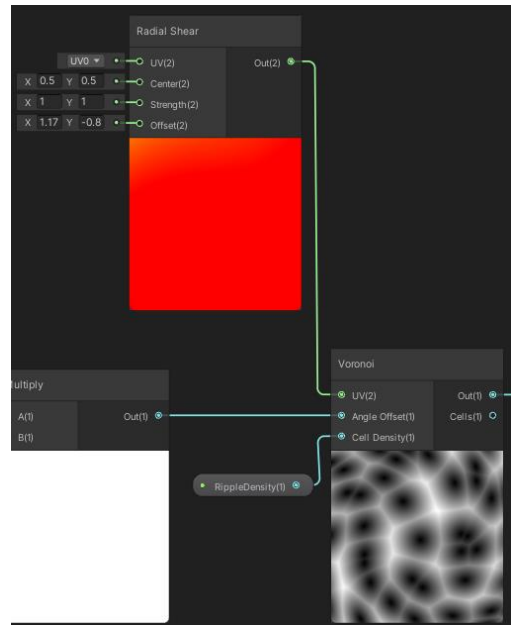 Radial Shear
UV0 UV(2) Out(2)
X 0.5 Y 0.5 Center(2)
X 1 Y 1 Strength(2)
X 1.17 Y -0.8 Offset(2)
Voronoi
ultiply
UV(2) Out(1)
A(1) Out(1) Angle Offset(1) Cells(1)
B(1) Cell Density(1)
RippleDensity(1)